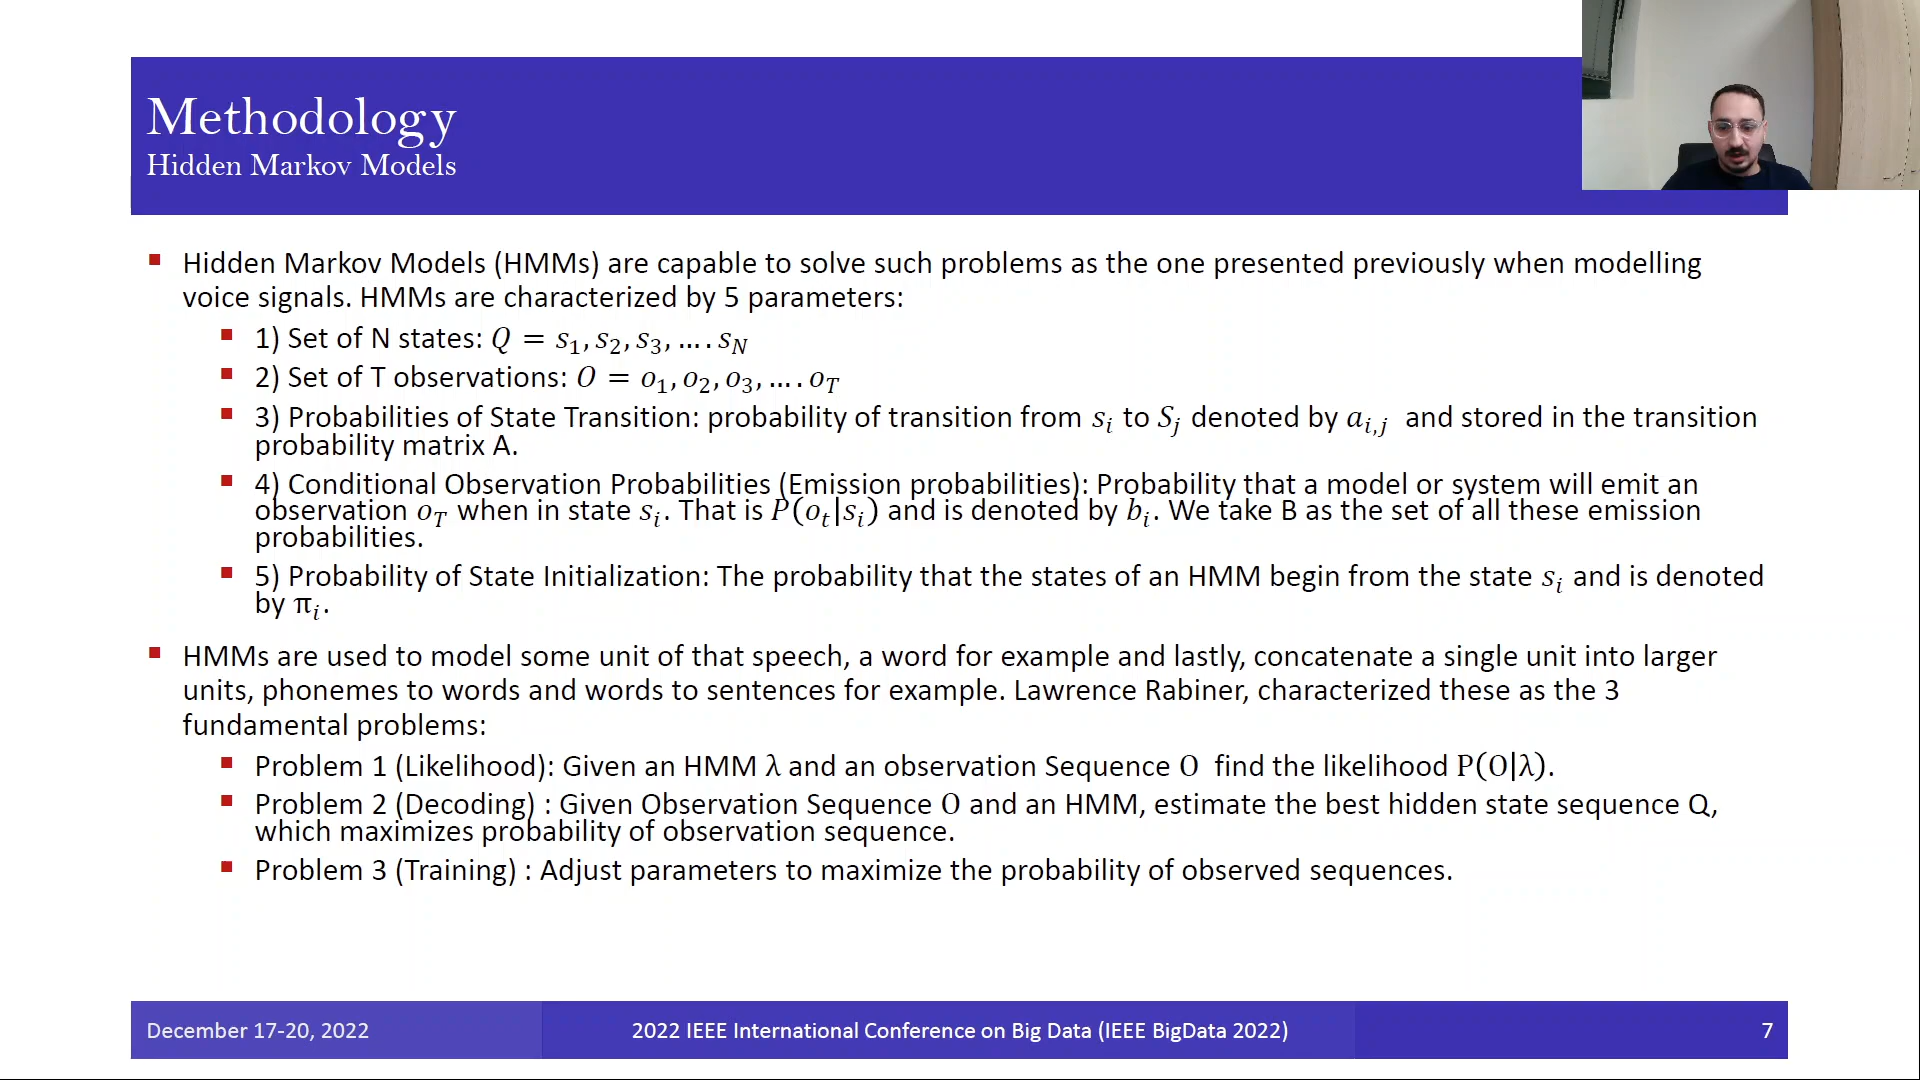 Methodology
Hidden Markov Models
Hidden Markov Models (HMMs) are capable to solve such problems as the one presented previously when modelling
voice signals. HMMs are characterized by 5 parameters:
1) Set of N states: Q = s₁, s₂, s₃, … . s_N
2) Set of T observations: O = o₁, o₂, o₃, … . o_T
3) Probabilities of State Transition: probability of transition from s_i to S_j denoted by a_{i,j} and stored in the transition
probability matrix A.
4) Conditional Observation Probabilities (Emission probabilities): Probability that a model or system will emit an
observation o_T when in state s_i. That is P(o_t|s_i) and is denoted by b_i. We take B as the set of all these emission
probabilities.
5) Probability of State Initialization: The probability that the states of an HMM begin from the state s_i and is denoted
by π_i.
HMMs are used to model some unit of that speech, a word for example and lastly, concatenate a single unit into larger
units, phonemes to words and words to sentences for example. Lawrence Rabiner, characterized these as the 3
fundamental problems:
Problem 1 (Likelihood): Given an HMM λ and an observation Sequence O find the likelihood P(O|λ).
Problem 2 (Decoding) : Given Observation Sequence O and an HMM, estimate the best hidden state sequence Q,
which maximizes probability of observation sequence.
Problem 3 (Training) : Adjust parameters to maximize the probability of observed sequences.
December 17-20, 2022
2022 IEEE International Conference on Big Data (IEEE BigData 2022)
7